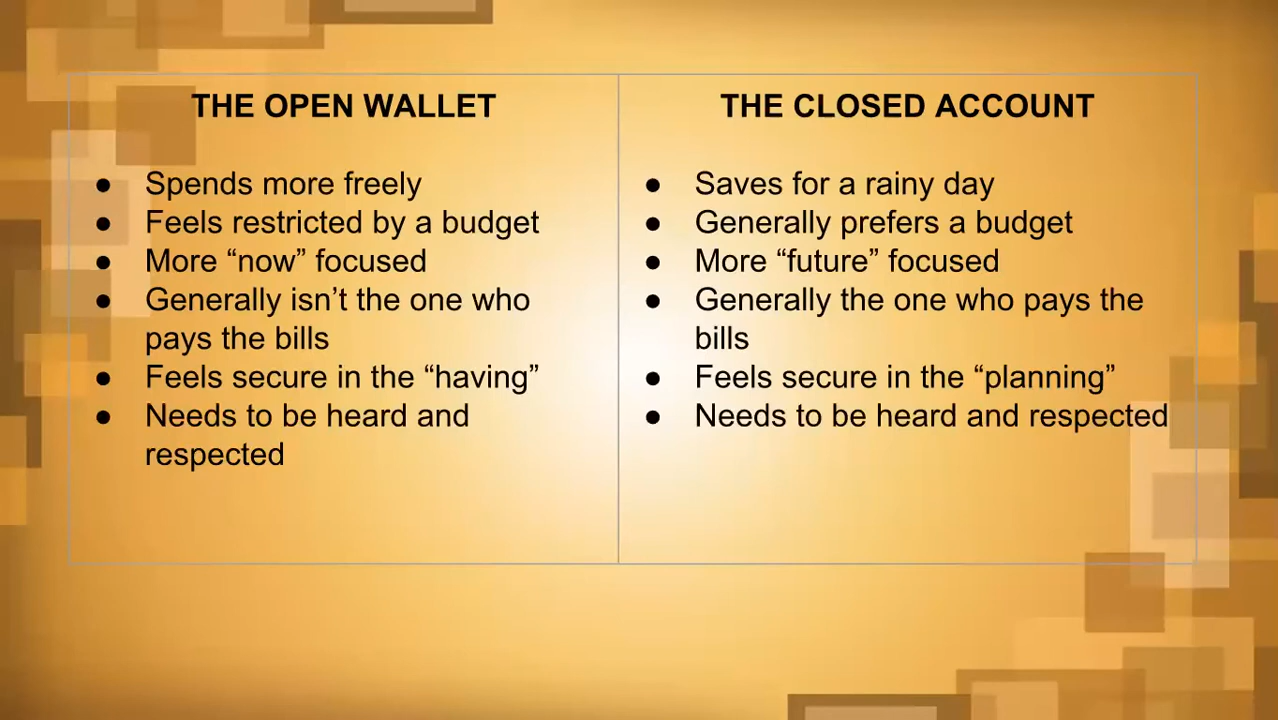 THE OPEN WALLET
● Spends more freely
● Feels restricted by a budget
● More “now” focused
● Generally isn’t the one who
pays the bills
● Feels secure in the “having”
● Needs to be heard and
respected
THE CLOSED ACCOUNT
● Saves for a rainy day
● Generally prefers a budget
● More “future” focused
● Generally the one who pays the
bills
● Feels secure in the “planning”
● Needs to be heard and respected